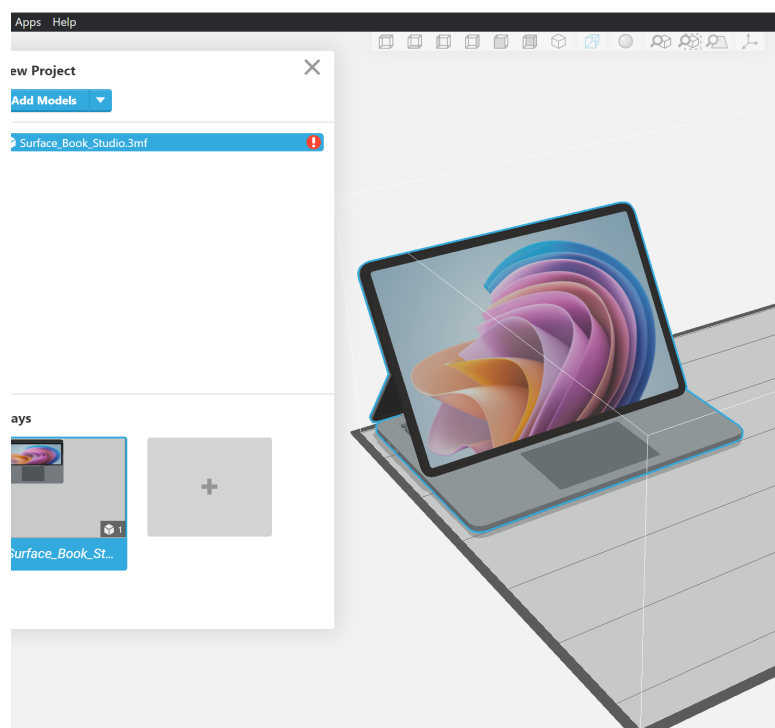 Apps Help
ew Project
Add Models
Surface_Book_Studio.3mf
ays
1
Surface_Book_St...